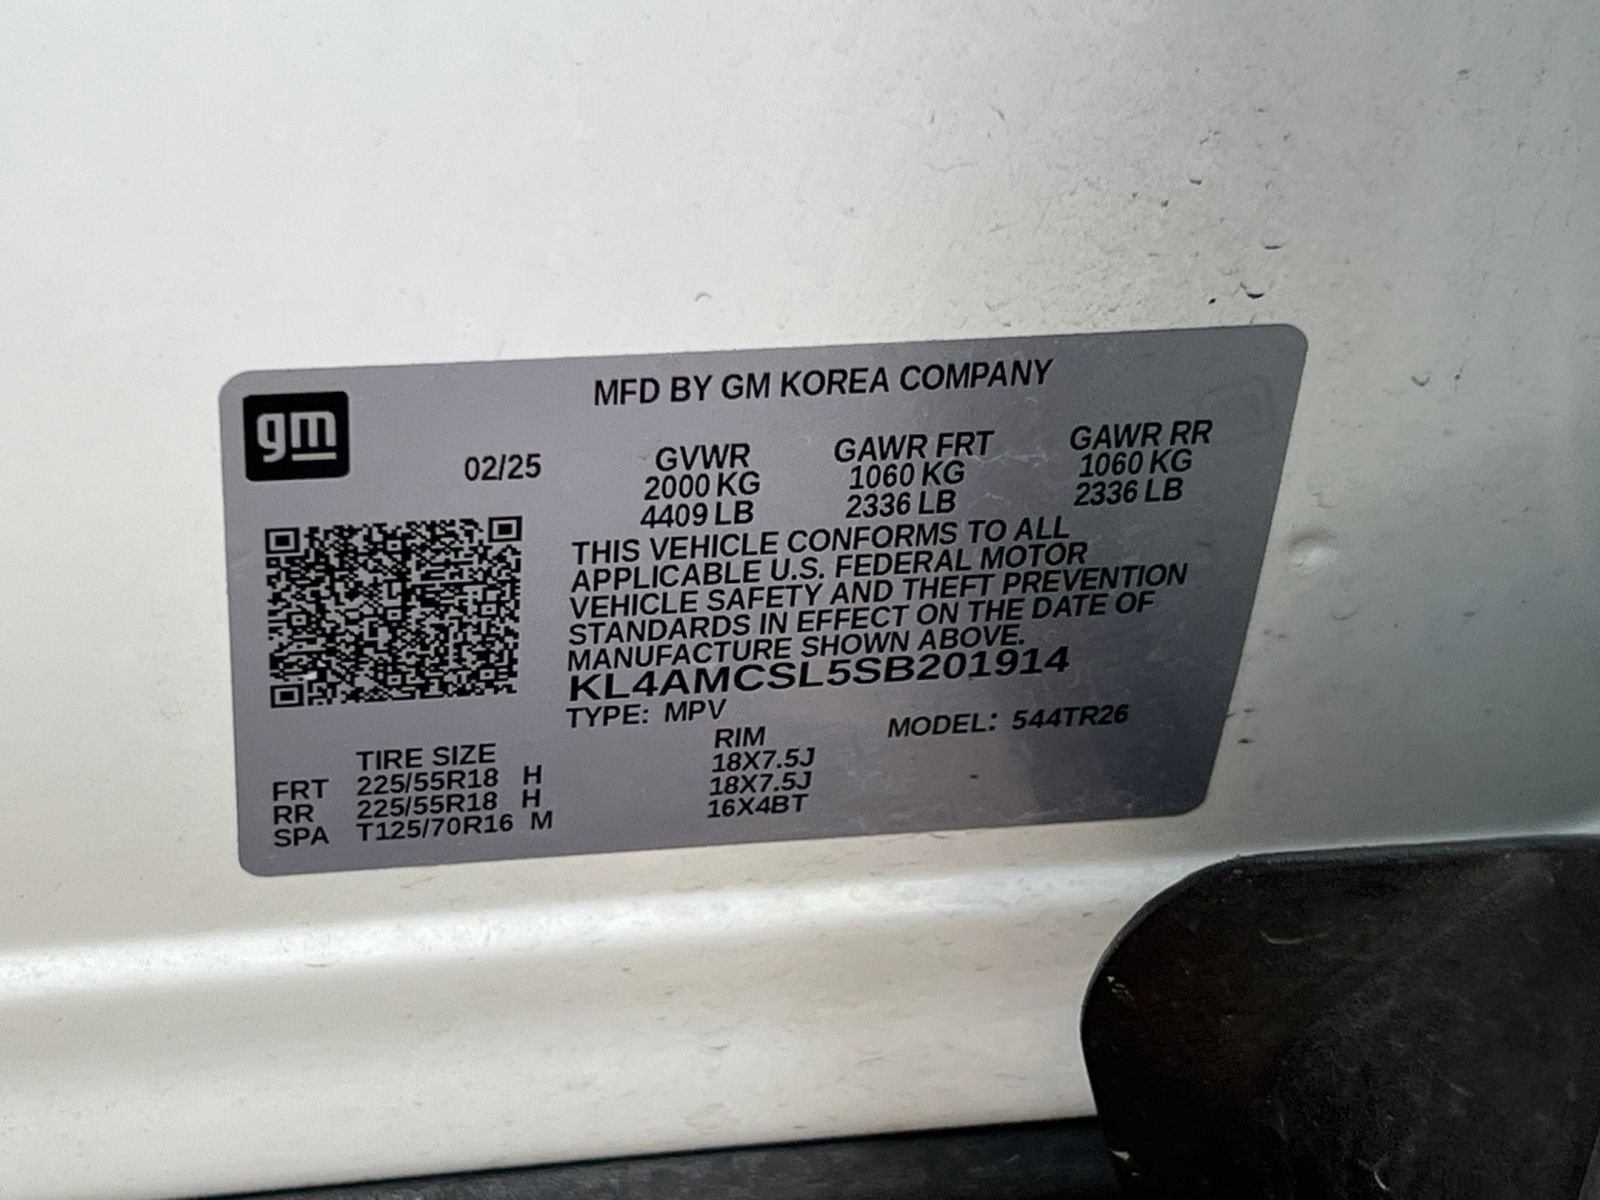 gm
MFD BY GM KOREA COMPANY
02/25
GVWR GAWR FRT GAWR RR
2000 KG 1060 KG 1060 KG
4409 LB 2336 LB 2336 LB
THIS VEHICLE CONFORMS TO ALL
APPLICABLE U.S. FEDERAL MOTOR
VEHICLE SAFETY AND THEFT PREVENTION
STANDARDS IN EFFECT ON THE DATE OF
MANUFACTURE SHOWN ABOVE.
KL4AMCSL5SB201914
TYPE: MPV MODEL: 544TR26
TIRE SIZE RIM
FRT 225/55R18 H 18X7.5J
RR 225/55R18 H 18X7.5J
SPA T125/70R16 M 16X4BT